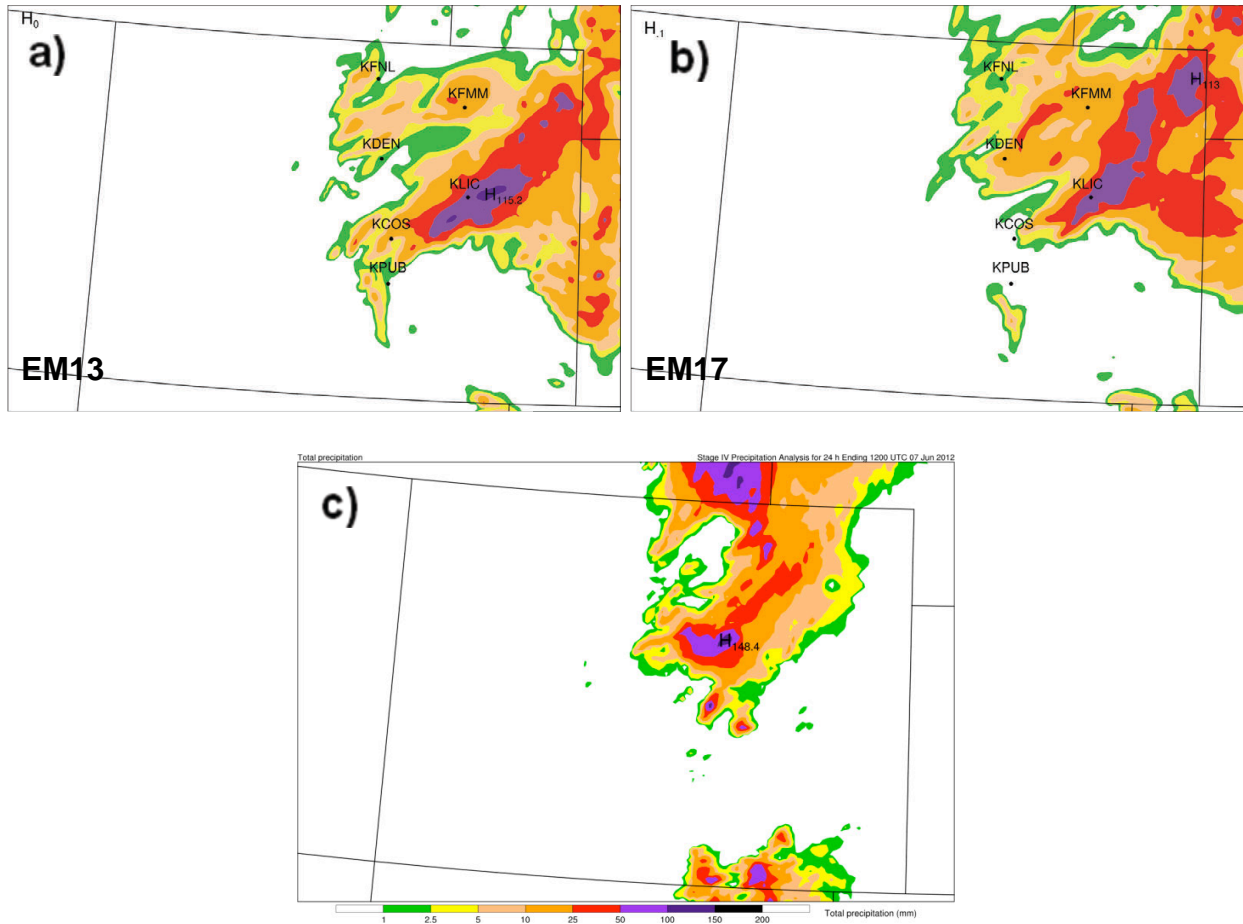 H0
a)
KFNL
KFMM
KDEN
KLIC
H115.2
KCOS
KPUB
EM13
H.1
b)
KFNL
H113
KFMM
KDEN
KLIC
KCOS
KPUB
EM17
Total precipitation Stage IV Precipitation Analysis for 24 h Ending 1200 UTC 07 Jun 2012
c)
H148.4
1 2.5 5 10 25 50 100 150 200 Total precipitation (mm)